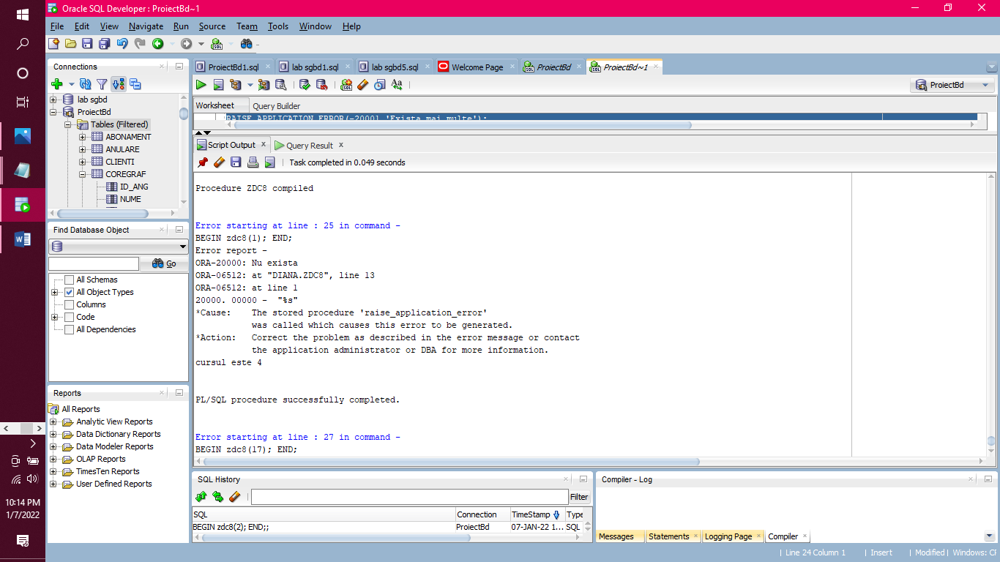 Oracle SQL Developer : ProiectBd~1
File Edit View Navigate Run Source Team Tools Window Help
Connections
lab sgbd
ProiectBd
Tables (Filtered)
ABONAMENT
ANULARE
CLIENTI
COREGRAF
ID_ANG
NUME
Find Database Object
Go
All Schemas
All Object Types
Columns
Code
All Dependencies
Reports
All Reports
Analytic View Reports
Data Dictionary Reports
Data Modeler Reports
OLAP Reports
TimesTen Reports
User Defined Reports
ProiectBd1.sql lab sgbd1.sql lab sgbd5.sql Welcome Page ProiectBd ProiectBd~1
ProiectBd
Worksheet Query Builder
RAISE_APPLICATION_ERROR(-20001,'Exista mai multe');
Script Output Query Result
Task completed in 0.049 seconds
Procedure ZDC8 compiled
Error starting at line : 25 in command -
BEGIN zdc8(1); END;
Error report -
ORA-20000: Nu exista
ORA-06512: at "DIANA.ZDC8", line 13
ORA-06512: at line 1
20000. 00000 - "%s"
*Cause: The stored procedure 'raise_application_error'
was called which causes this error to be generated.
*Action: Correct the problem as described in the error message or contact
the application administrator or DBA for more information.
cursul este 4
PL/SQL procedure successfully completed.
Error starting at line : 27 in command -
BEGIN zdc8(17); END;
SQL History
Filter
SQL Connection TimeStamp Type
BEGIN zdc8(2); END;; ProiectBd 07-JAN-22 1... SQL
Compiler - Log
Messages Statements Logging Page Compiler
Line 24 Column 1 Insert Modified Windows: CF
10:14 PM
1/7/2022